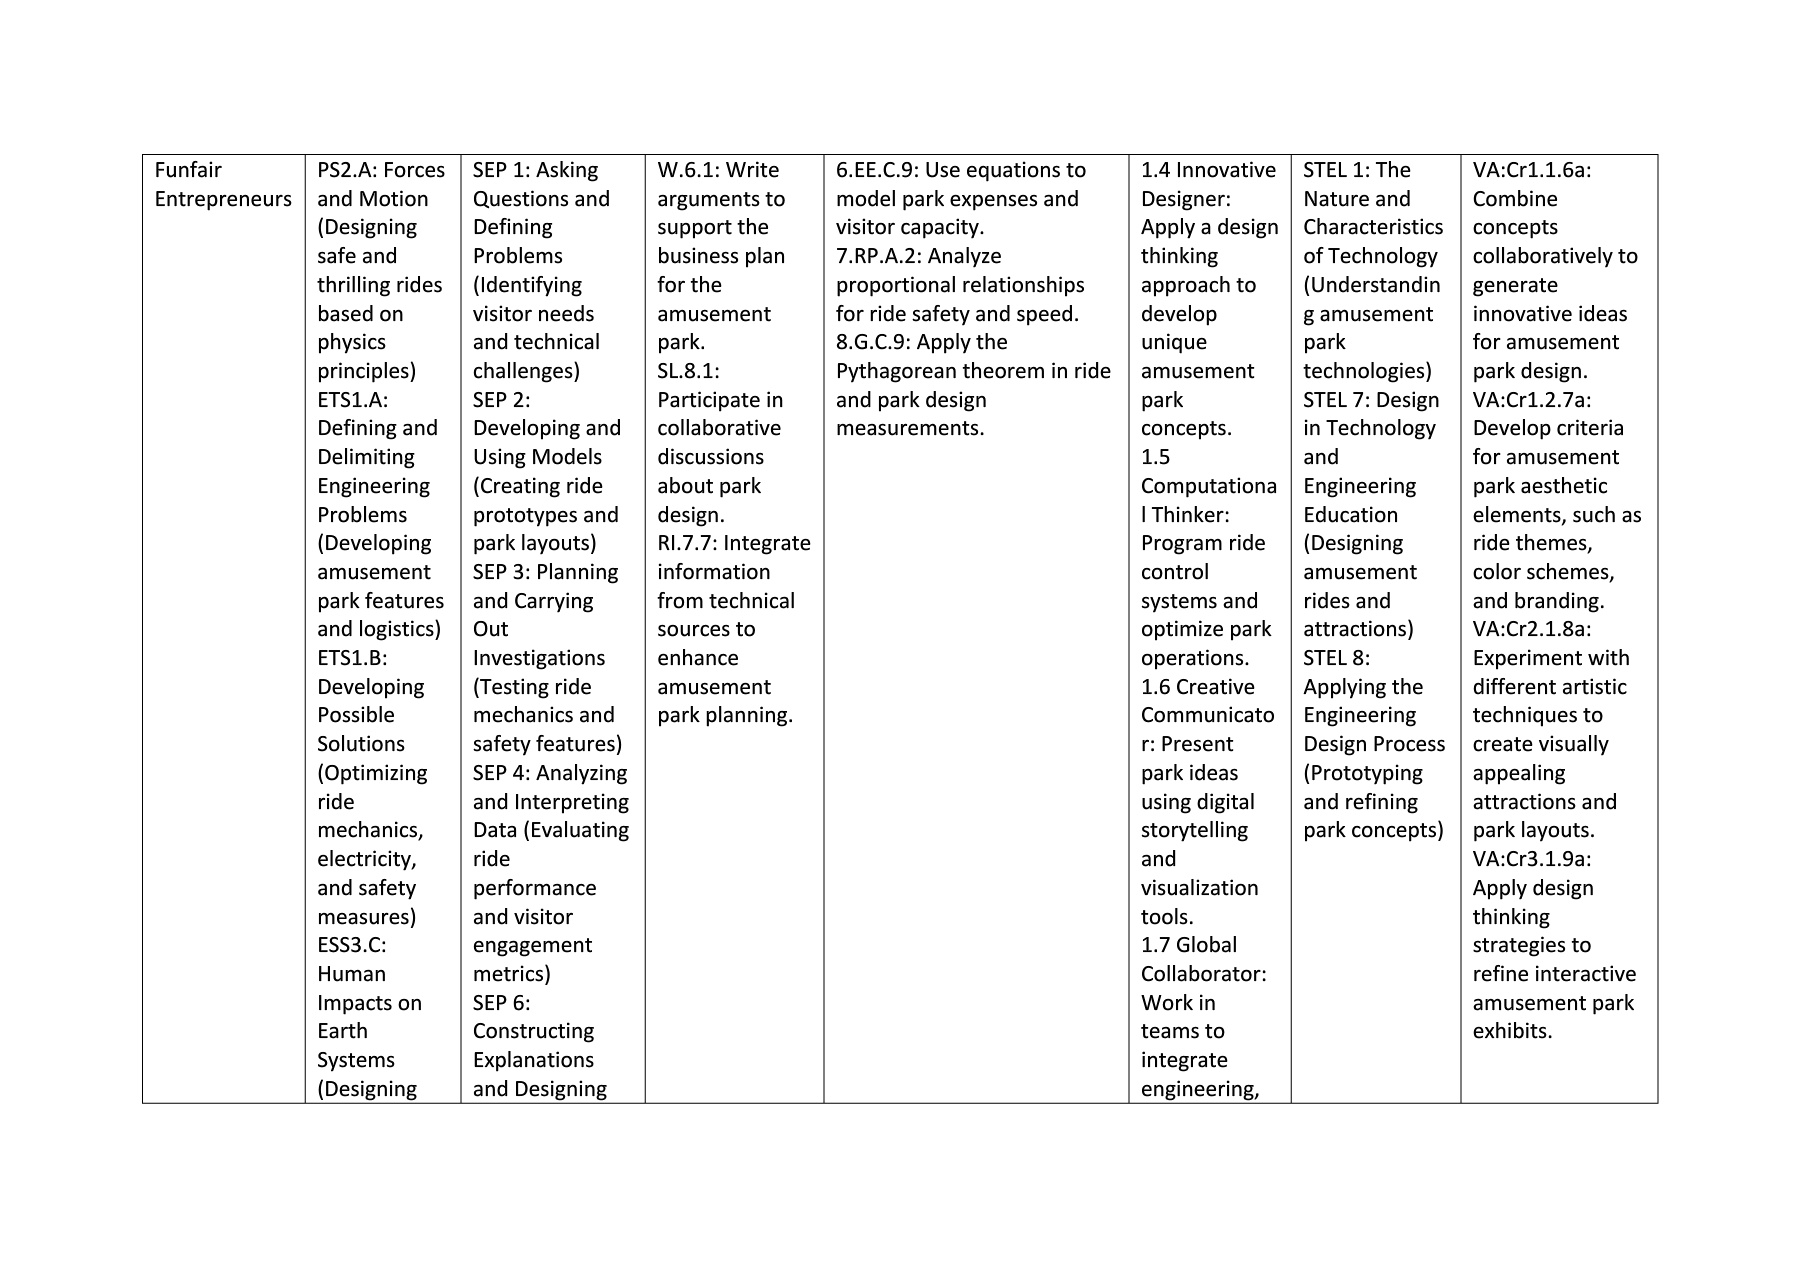 Funfair
Entrepreneurs
PS2.A: Forces
and Motion
(Designing
safe and
thrilling rides
based on
physics
principles)
ETS1.A:
Defining and
Delimiting
Engineering
Problems
(Developing
amusement
park features
and logistics)
ETS1.B:
Developing
Possible
Solutions
(Optimizing
ride
mechanics,
electricity,
and safety
measures)
ESS3.C:
Human
Impacts on
Earth
Systems
(Designing
SEP 1: Asking
Questions and
Defining
Problems
(Identifying
visitor needs
and technical
challenges)
SEP 2:
Developing and
Using Models
(Creating ride
prototypes and
park layouts)
SEP 3: Planning
and Carrying
Out
Investigations
(Testing ride
mechanics and
safety features)
SEP 4: Analyzing
and Interpreting
Data (Evaluating
ride
performance
and visitor
engagement
metrics)
SEP 6:
Constructing
Explanations
and Designing
W.6.1: Write
arguments to
support the
business plan
for the
amusement
park.
SL.8.1:
Participate in
collaborative
discussions
about park
design.
RI.7.7: Integrate
information
from technical
sources to
enhance
amusement
park planning.
6.EE.C.9: Use equations to
model park expenses and
visitor capacity.
7.RP.A.2: Analyze
proportional relationships
for ride safety and speed.
8.G.C.9: Apply the
Pythagorean theorem in ride
and park design
measurements.
1.4 Innovative
Designer:
Apply a design
thinking
approach to
develop
unique
amusement
park
concepts.
1.5
Computationa
l Thinker:
Program ride
control
systems and
optimize park
operations.
1.6 Creative
Communicato
r: Present
park ideas
using digital
storytelling
and
visualization
tools.
1.7 Global
Collaborator:
Work in
teams to
integrate
engineering,
STEL 1: The
Nature and
Characteristics
of Technology
(Understandin
g amusement
park
technologies)
STEL 7: Design
in Technology
and
Engineering
Education
(Designing
amusement
rides and
attractions)
STEL 8:
Applying the
Engineering
Design Process
(Prototyping
and refining
park concepts)
VA:Cr1.1.6a:
Combine
concepts
collaboratively to
generate
innovative ideas
for amusement
park design.
VA:Cr1.2.7a:
Develop criteria
for amusement
park aesthetic
elements, such as
ride themes,
color schemes,
and branding.
VA:Cr2.1.8a:
Experiment with
different artistic
techniques to
create visually
appealing
attractions and
park layouts.
VA:Cr3.1.9a:
Apply design
thinking
strategies to
refine interactive
amusement park
exhibits.